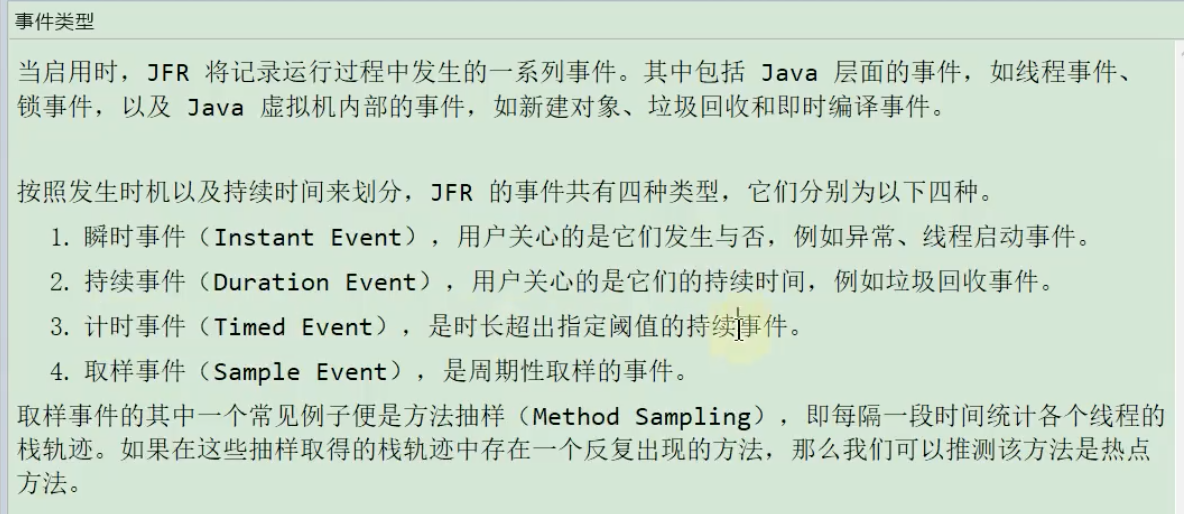 事件类型
当启用时，JFR 将记录运行过程中发生的一系列事件。其中包括 Java 层面的事件，如线程事件、
锁事件，以及 Java 虚拟机内部的事件，如新建对象、垃圾回收和即时编译事件。
按照发生时机以及持续时间来划分，JFR 的事件共有四种类型，它们分别为以下四种。
1. 瞬时事件（Instant Event），用户关心的是它们发生与否，例如异常、线程启动事件。
2. 持续事件（Duration Event），用户关心的是它们的持续时间，例如垃圾回收事件。
3. 计时事件（Timed Event），是时长超出指定阈值的持续事件。
4. 取样事件（Sample Event），是周期性取样的事件。
取样事件的其中一个常见例子便是方法抽样（Method Sampling），即每隔一段时间统计各个线程的
栈轨迹。如果在这些抽样取得的栈轨迹中存在一个反复出现的方法，那么我们可以推测该方法是热点
方法。